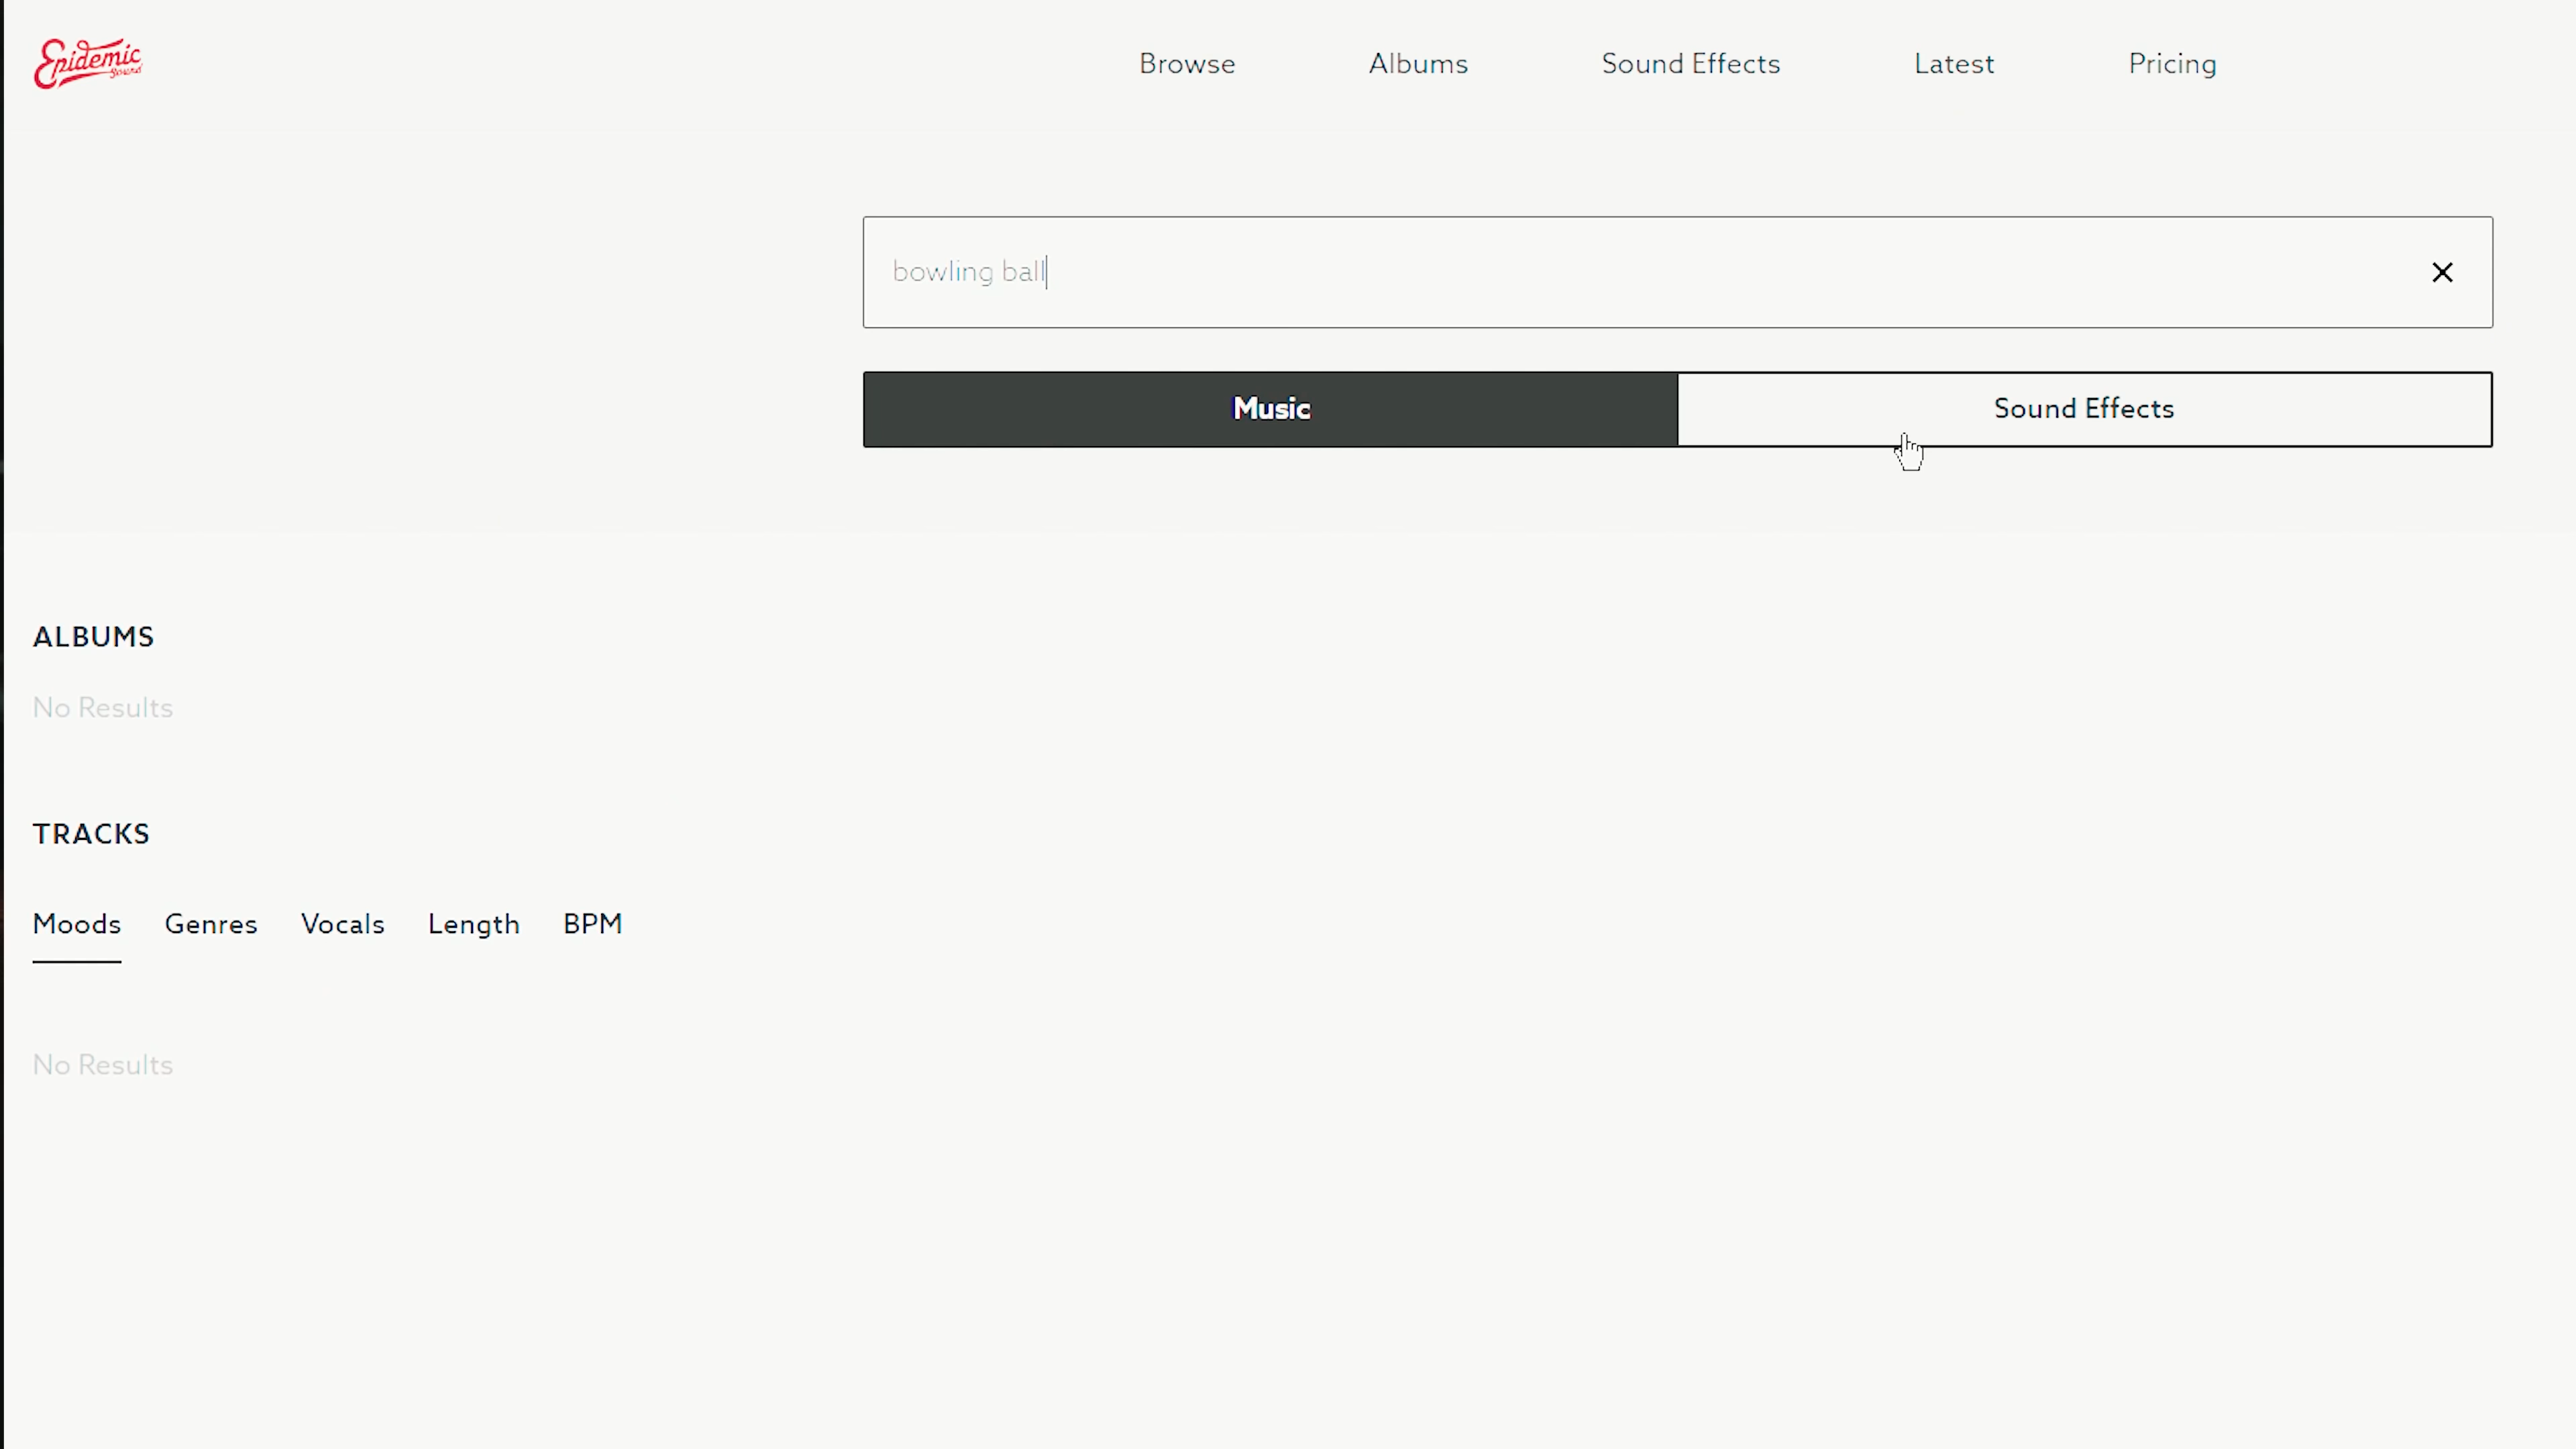 Epidemic Sound
Browse Albums Sound Effects Latest Pricing
bowling ball
Music Sound Effects
ALBUMS
No Results
TRACKS
Moods Genres Vocals Length BPM
No Results